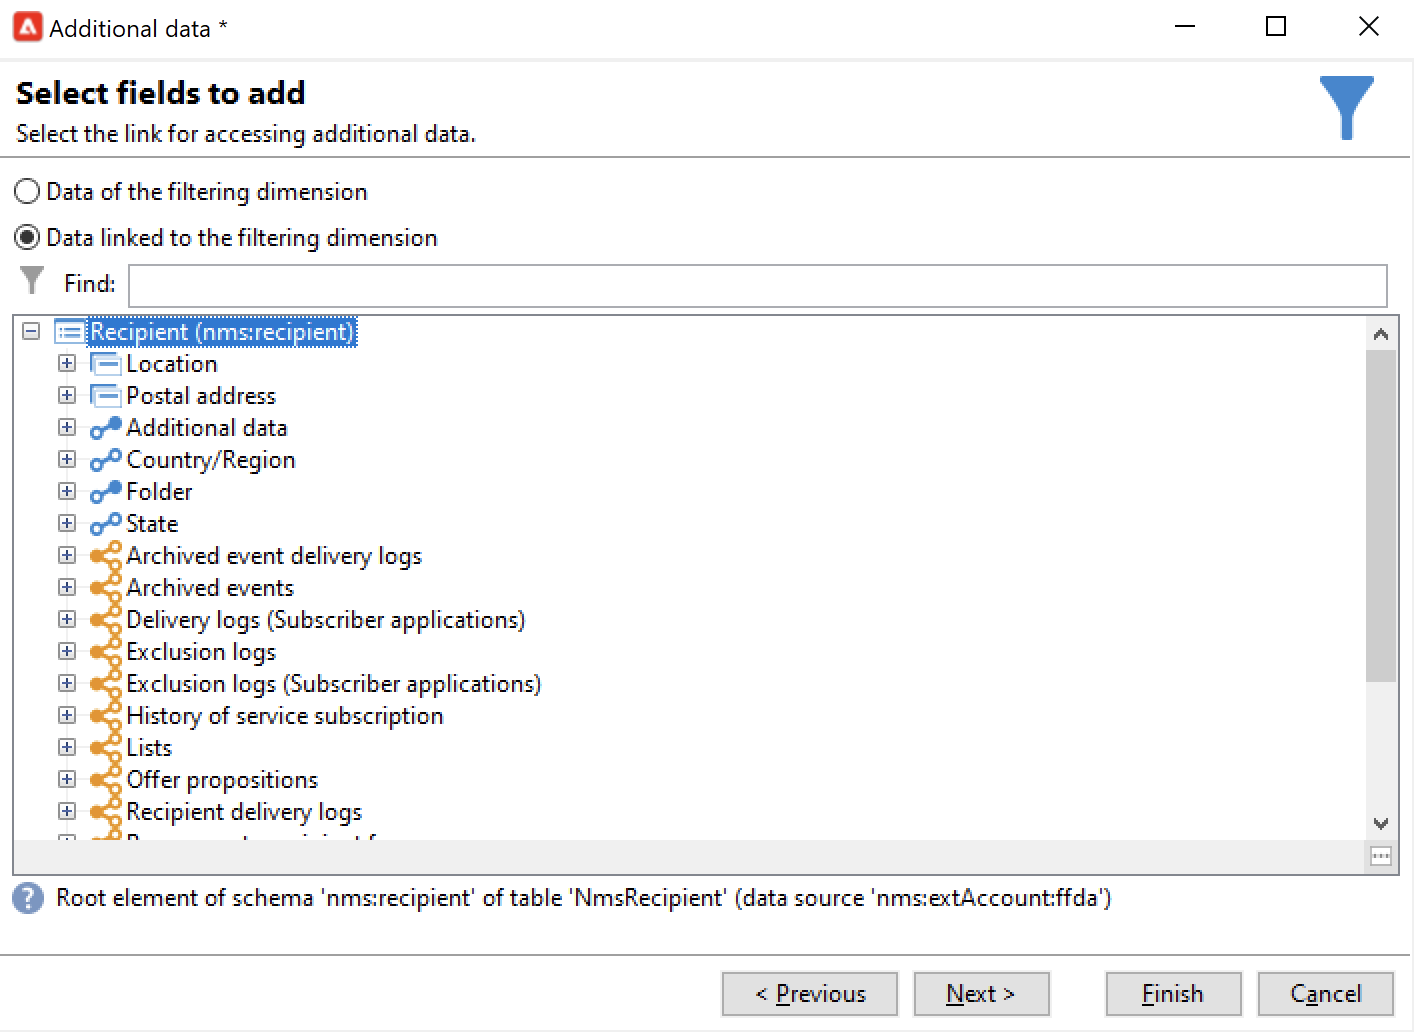 Additional data *
Select fields to add
Select the link for accessing additional data.
Data of the filtering dimension
Data linked to the filtering dimension
Find:
Recipient (nms:recipient)
Location
Postal address
Additional data
Country/Region
Folder
State
Archived event delivery logs
Archived events
Delivery logs (Subscriber applications)
Exclusion logs
Exclusion logs (Subscriber applications)
History of service subscription
Lists
Offer propositions
Recipient delivery logs
Root element of schema 'nms:recipient' of table 'NmsRecipient' (data source 'nms:extAccount:ffda')
< Previous
Next >
Finish
Cancel